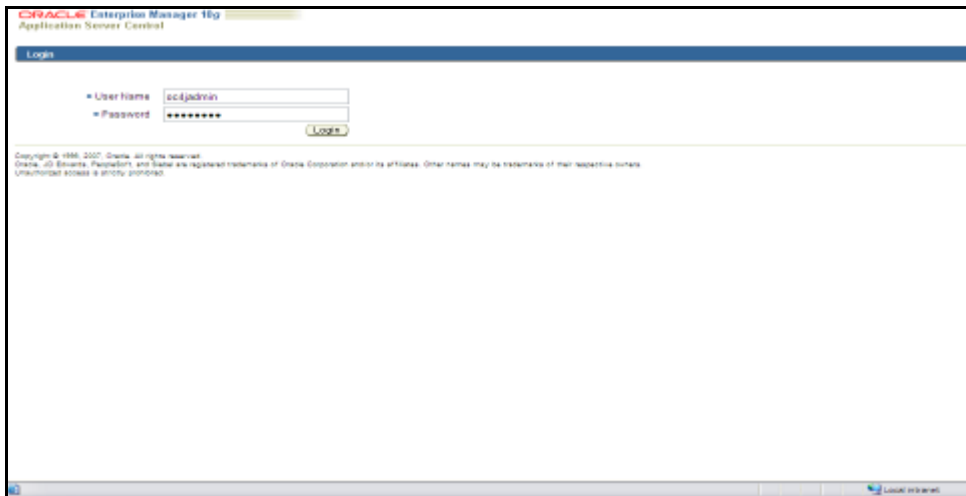 ORACLE Enterprise Manager 10g
Application Server Control
Login
User Name oc4jadmin
Password ••••••••
Login
Copyright © 1996, 2007, Oracle. All rights reserved.
Oracle, JD Edwards, PeopleSoft, and Siebel are registered trademarks of Oracle Corporation and/or its affiliates. Other names may be trademarks of their respective owners.
Unauthorized access is strictly prohibited.
Local intranet